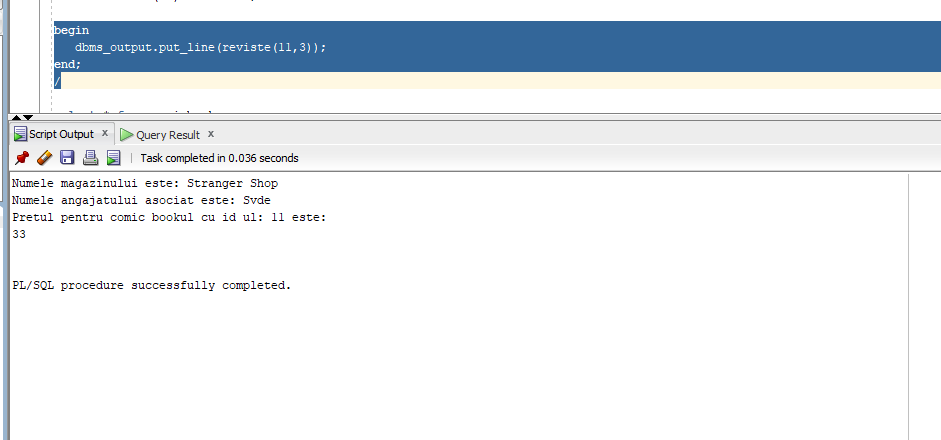 begin
dbms_output.put_line(reviste(11,3));
end;
/
Script Output x Query Result x
Task completed in 0.036 seconds
Numele magazinului este: Stranger Shop
Numele angajatului asociat este: Svde
Pretul pentru comic bookul cu id ul: 11 este:
33
PL/SQL procedure successfully completed.